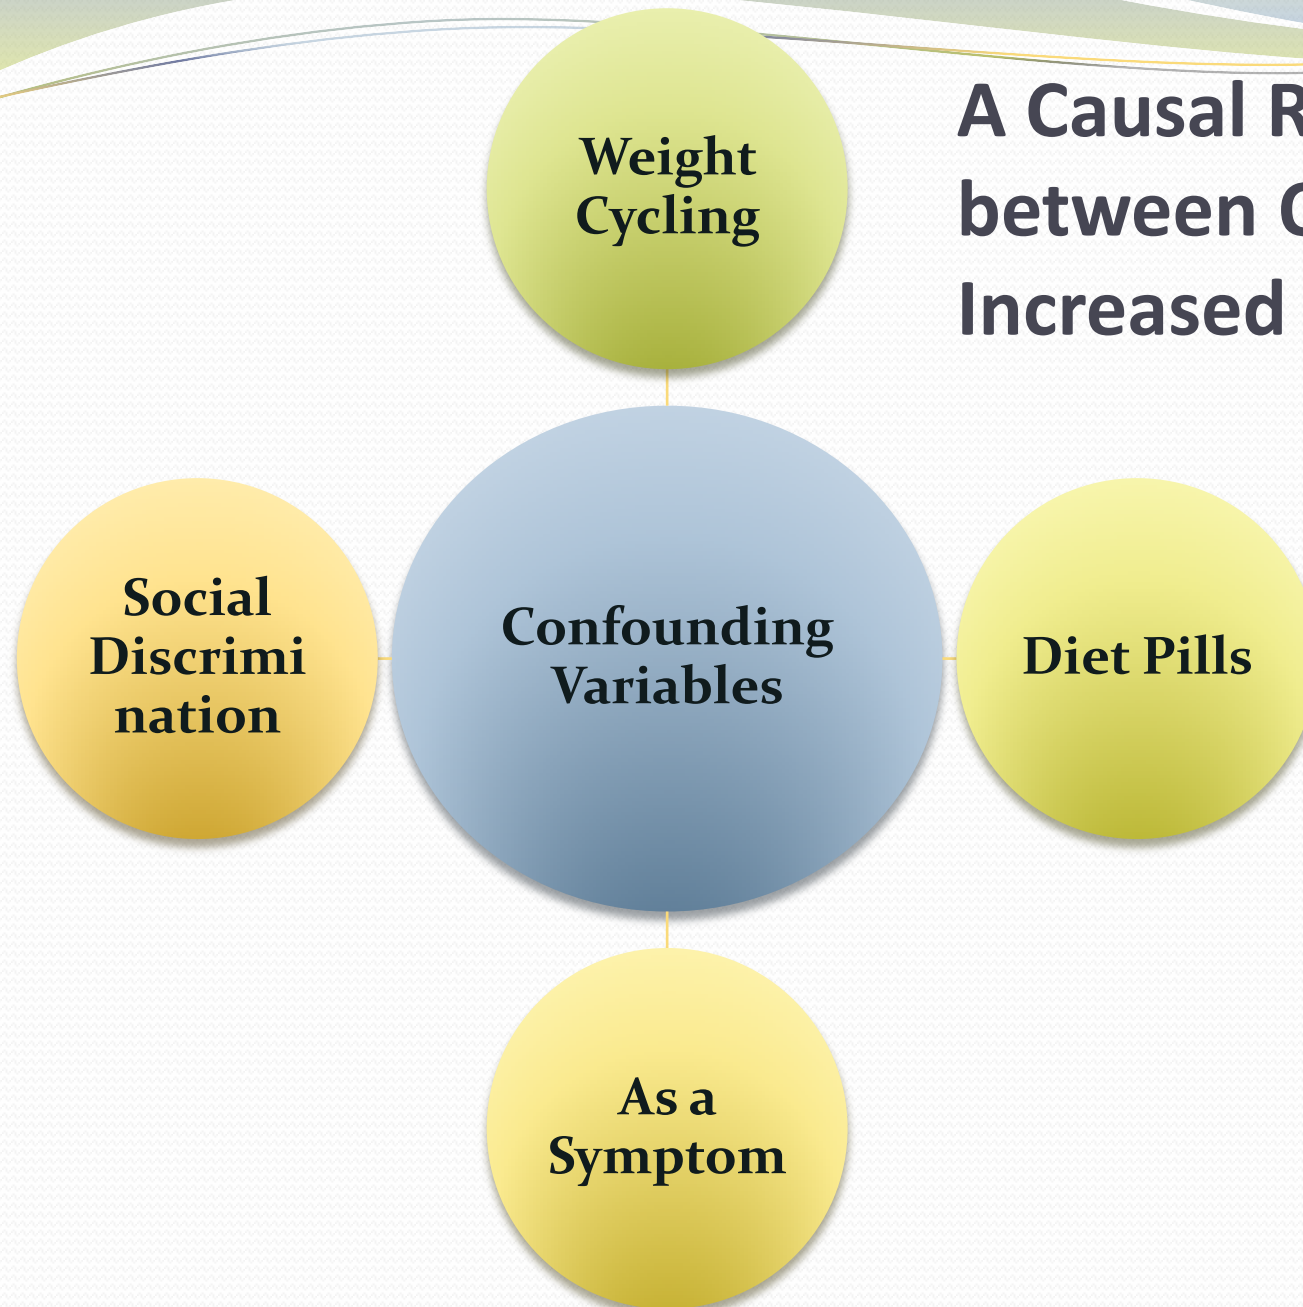 A Causal
between
Increased
Weight
Cycling
Social
Discrimi
nation
Confounding
Variables
Diet Pills
As a
Symptom